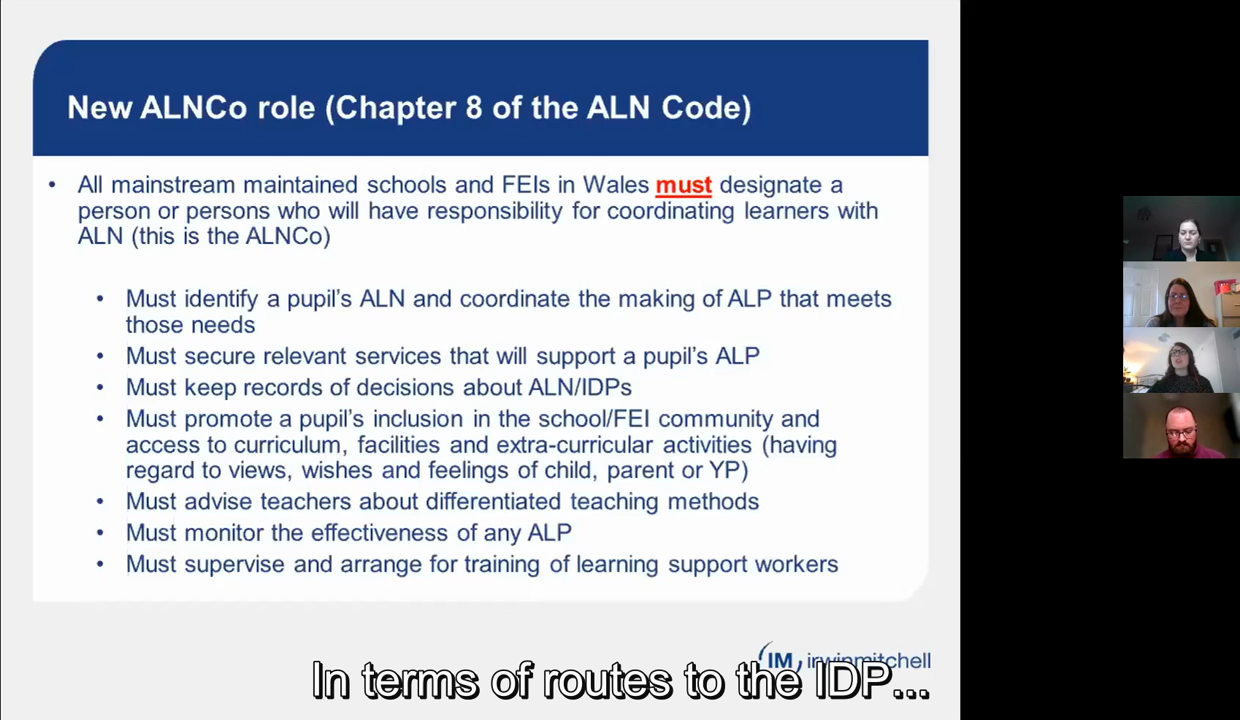 New ALNCo role (Chapter 8 of the ALN Code)
• All mainstream maintained schools and FEIs in Wales must designate a
person or persons who will have responsibility for coordinating learners with
ALN (this is the ALNCo)
• Must identify a pupil's ALN and coordinate the making of ALP that meets
those needs
• Must secure relevant services that will support a pupil's ALP
• Must keep records of decisions about ALN/IDPs
• Must promote a pupil's inclusion in the school/FEI community and
access to curriculum, facilities and extra-curricular activities (having
regard to views, wishes and feelings of child, parent or YP)
• Must advise teachers about differentiated teaching methods
• Must monitor the effectiveness of any ALP
• Must supervise and arrange for training of learning support workers
IM irwinmitchell
In terms of routes to the IDP...